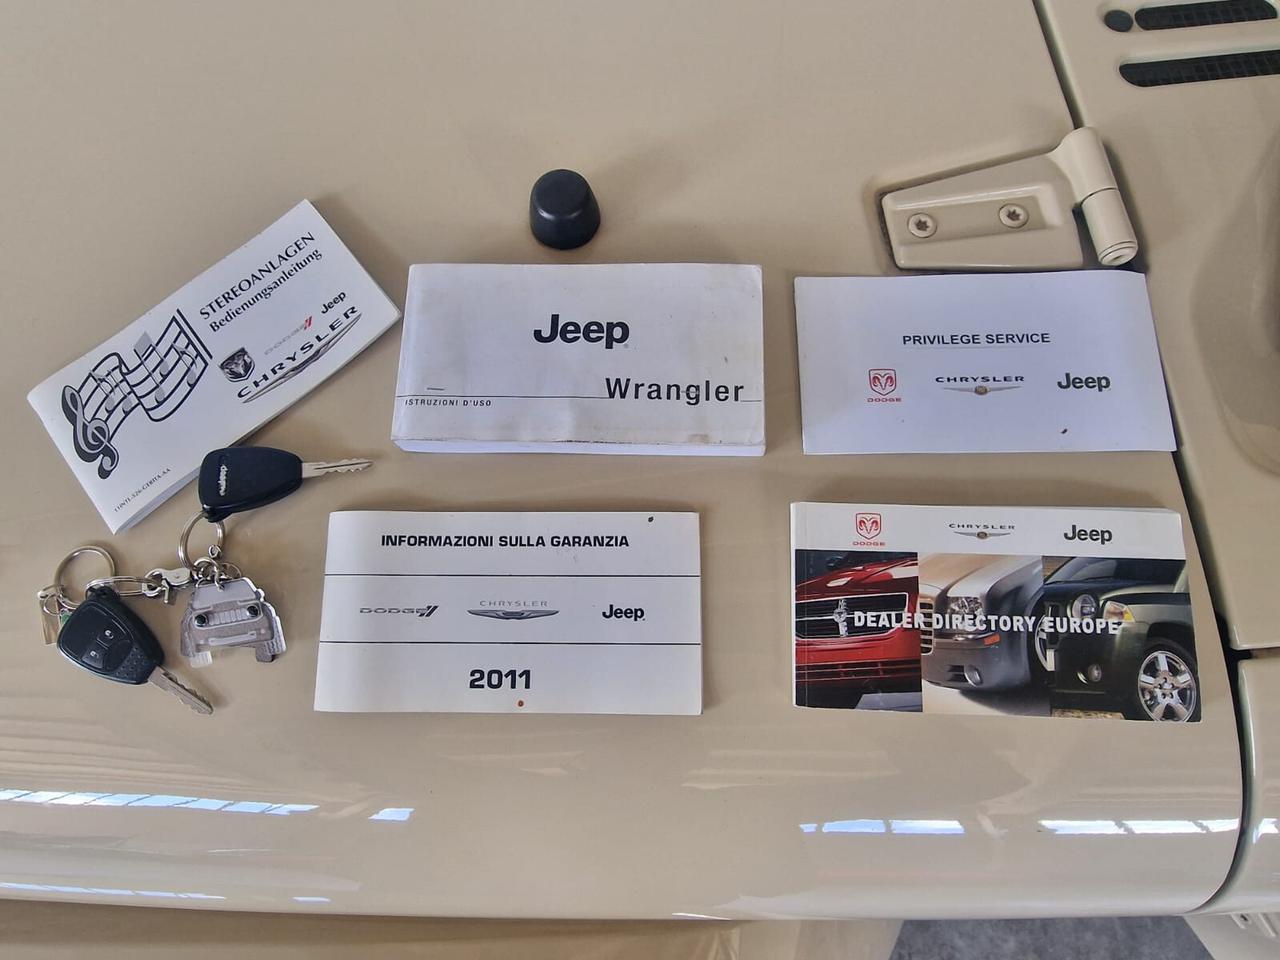 STEREOANLAGEN
Bedienungsanleitung
DODGE
Jeep
CHRYSLER
Jeep
Wrangler
ISTRUZIONI D'USO
PRIVILEGE SERVICE
DODGE
CHRYSLER
Jeep
Jeep
INFORMAZIONI SULLA GARANZIA
DODGE
CHRYSLER
Jeep
2011
DODGE
CHRYSLER
Jeep
DEALER DIRECTORY EUROPE